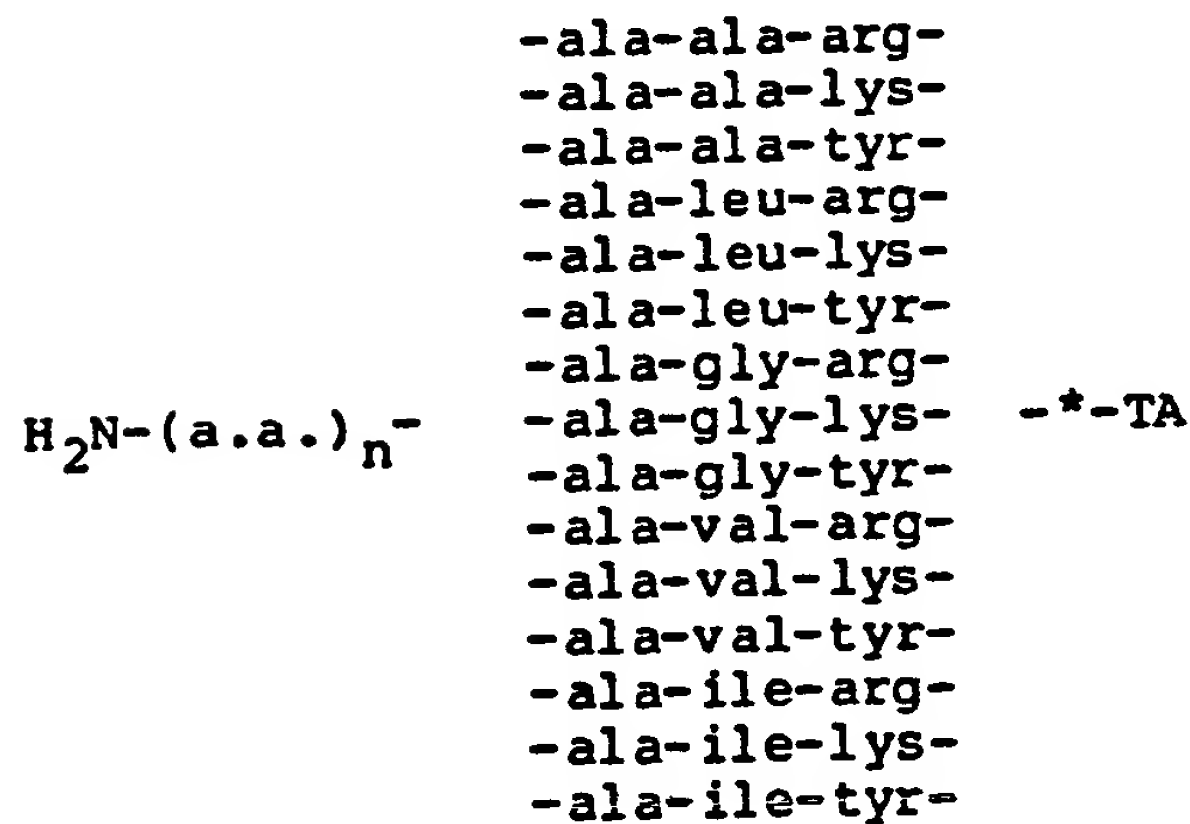 -ala-ala-arg-
-ala-ala-lys-
-ala-ala-tyr-
-ala-leu-arg-
-ala-leu-lys-
-ala-leu-tyr-
-ala-gly-arg-
H₂N-(a.a.)ₙ- -ala-gly-lys- -*-TA
-ala-gly-tyr-
-ala-val-arg-
-ala-val-lys-
-ala-val-tyr-
-ala-ile-arg-
-ala-ile-lys-
-ala-ile-tyr-